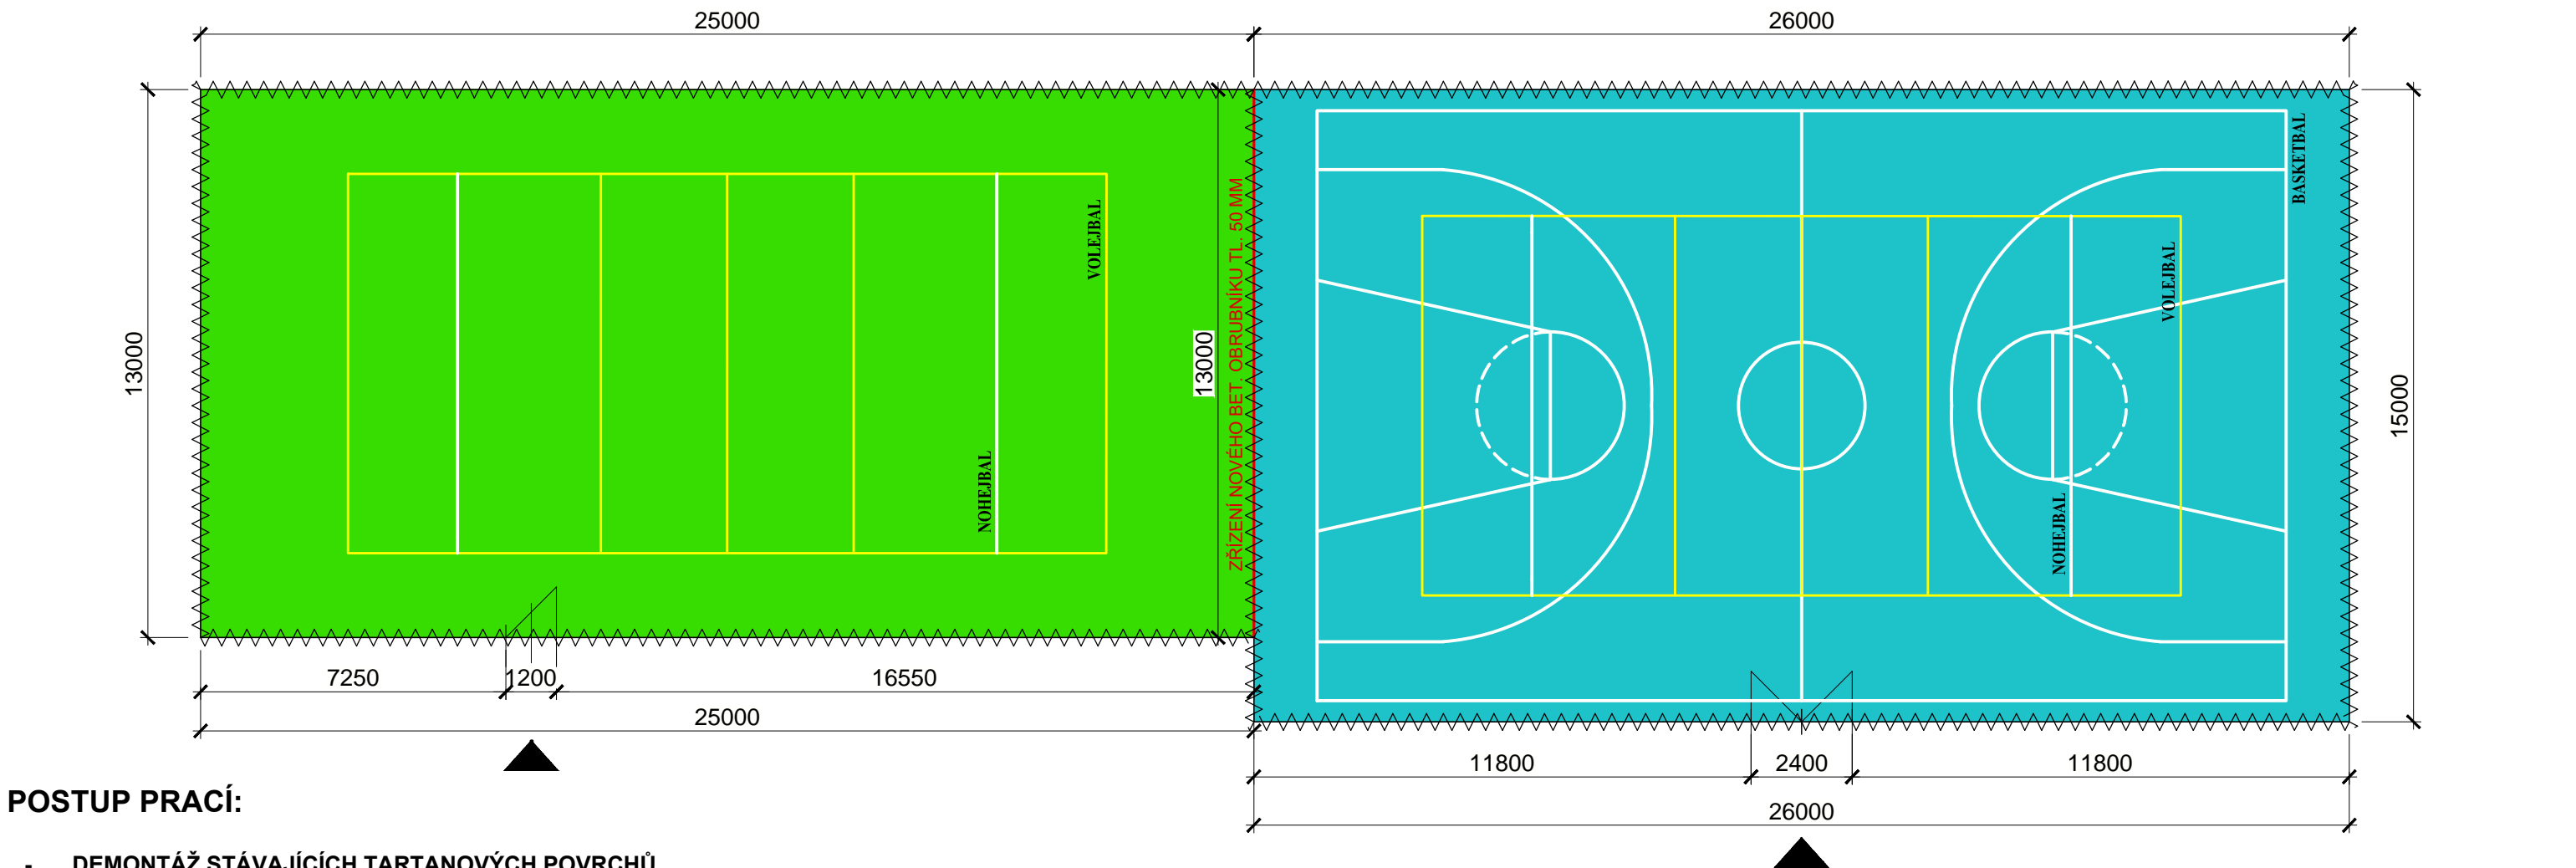 25000
26000
BASKETBAL
VOLEJBAL
VOLEJBAL
13000
13000
ZŘÍZENÍ NOVÉHO BET. OBRUBNÍKU TL. 50 MM
15000
NOHEJBAL
NOHEJBAL
7250
1200
16550
25000
11800
2400
11800
26000
POSTUP PRACÍ:
- DEMONTÁŽ STÁVAJÍCÍCH TARTANOVÝCH POVRCHŮ